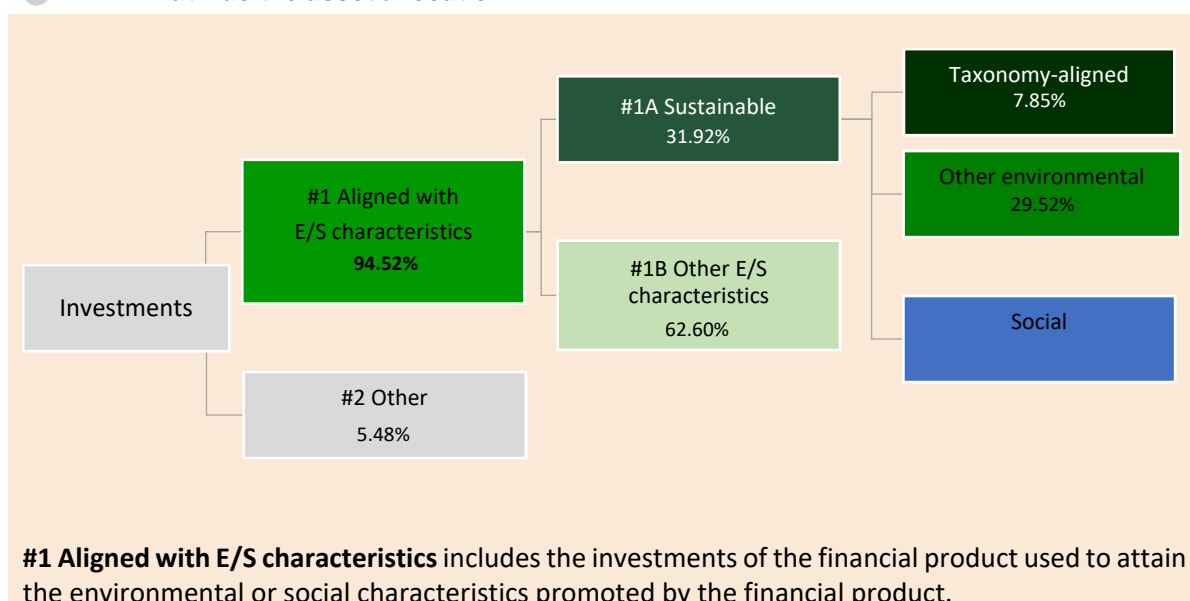 Investments
#1 Aligned with
E/S characteristics
94.52%
#2 Other
5.48%
#1A Sustainable
31.92%
#1B Other E/S
characteristics
62.60%
Taxonomy-aligned
7.85%
Other environmental
29.52%
Social
#1 Aligned with E/S characteristics includes the investments of the financial product used to attain
the environmental or social characteristics promoted by the financial product.